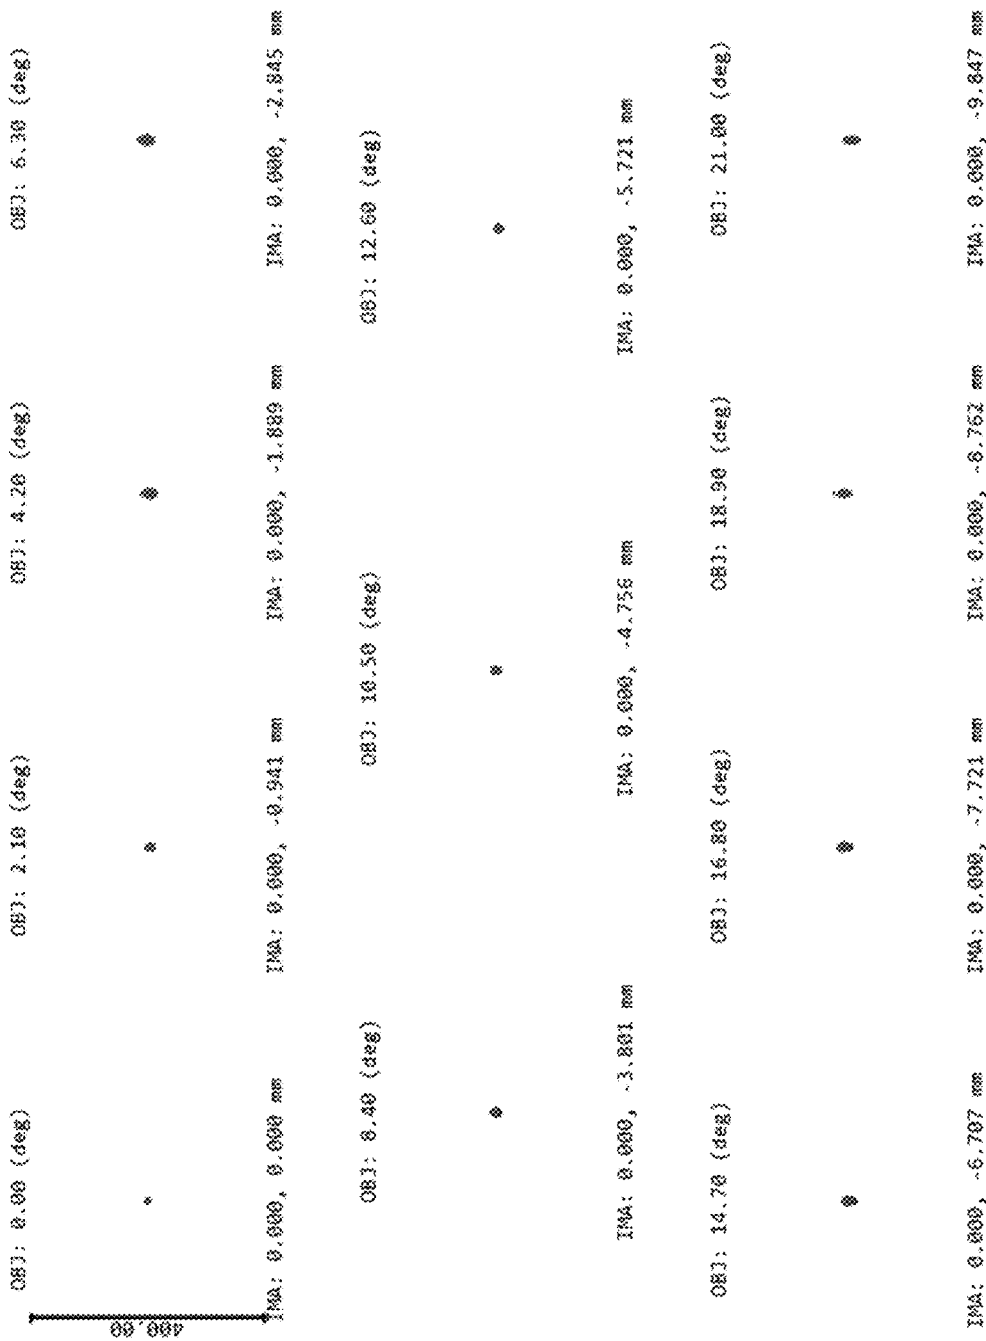 OBJ: 0.00 (deg)
IMA: 0.000, 0.000 mm
OBJ: 2.10 (deg)
IMA: 0.000, -0.941 mm
OBJ: 4.20 (deg)
IMA: 0.000, -1.889 mm
OBJ: 6.30 (deg)
IMA: 0.000, -2.845 mm
400.00
OBJ: 8.40 (deg)
IMA: 0.000, -3.801 mm
OBJ: 10.50 (deg)
IMA: 0.000, -4.756 mm
OBJ: 12.60 (deg)
IMA: 0.000, -5.721 mm
OBJ: 14.70 (deg)
IMA: 0.000, -6.707 mm
OBJ: 16.80 (deg)
IMA: 0.000, -7.721 mm
OBJ: 18.90 (deg)
IMA: 0.000, -8.762 mm
OBJ: 21.00 (deg)
IMA: 0.000, -9.847 mm